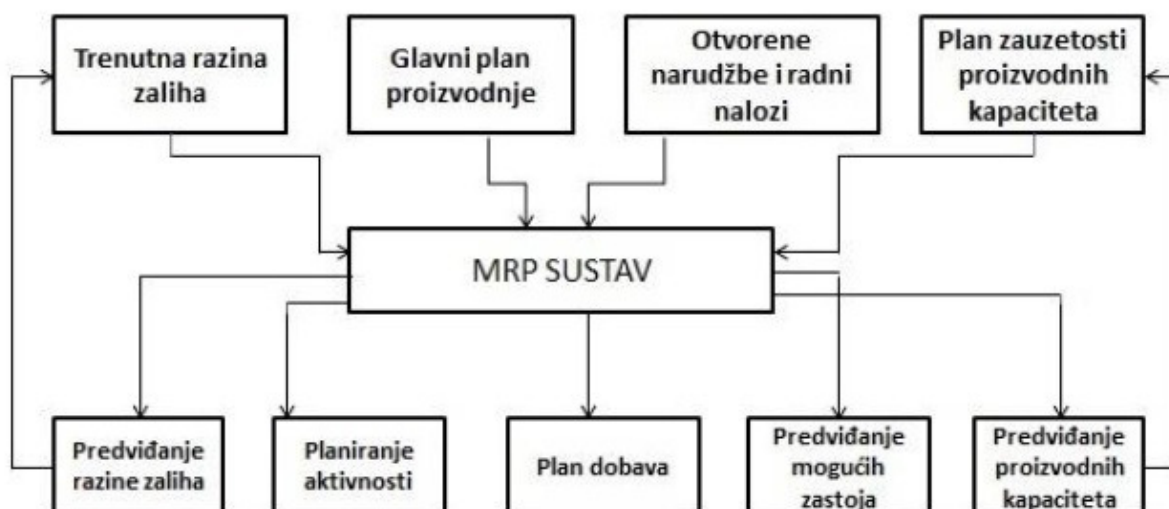 Trenutna razina
zaliha
Glavni plan
proizvodnje
Otvorene
narudžbe i radni
nalozi
Plan zauzetosti
proizvodnih
kapaciteta
MRP SUSTAV
Predviđanje
razine zaliha
Planiranje
aktivnosti
Plan dobava
Predviđanje
mogućih
zastoja
Predviđanje
proizvodnih
kapaciteta